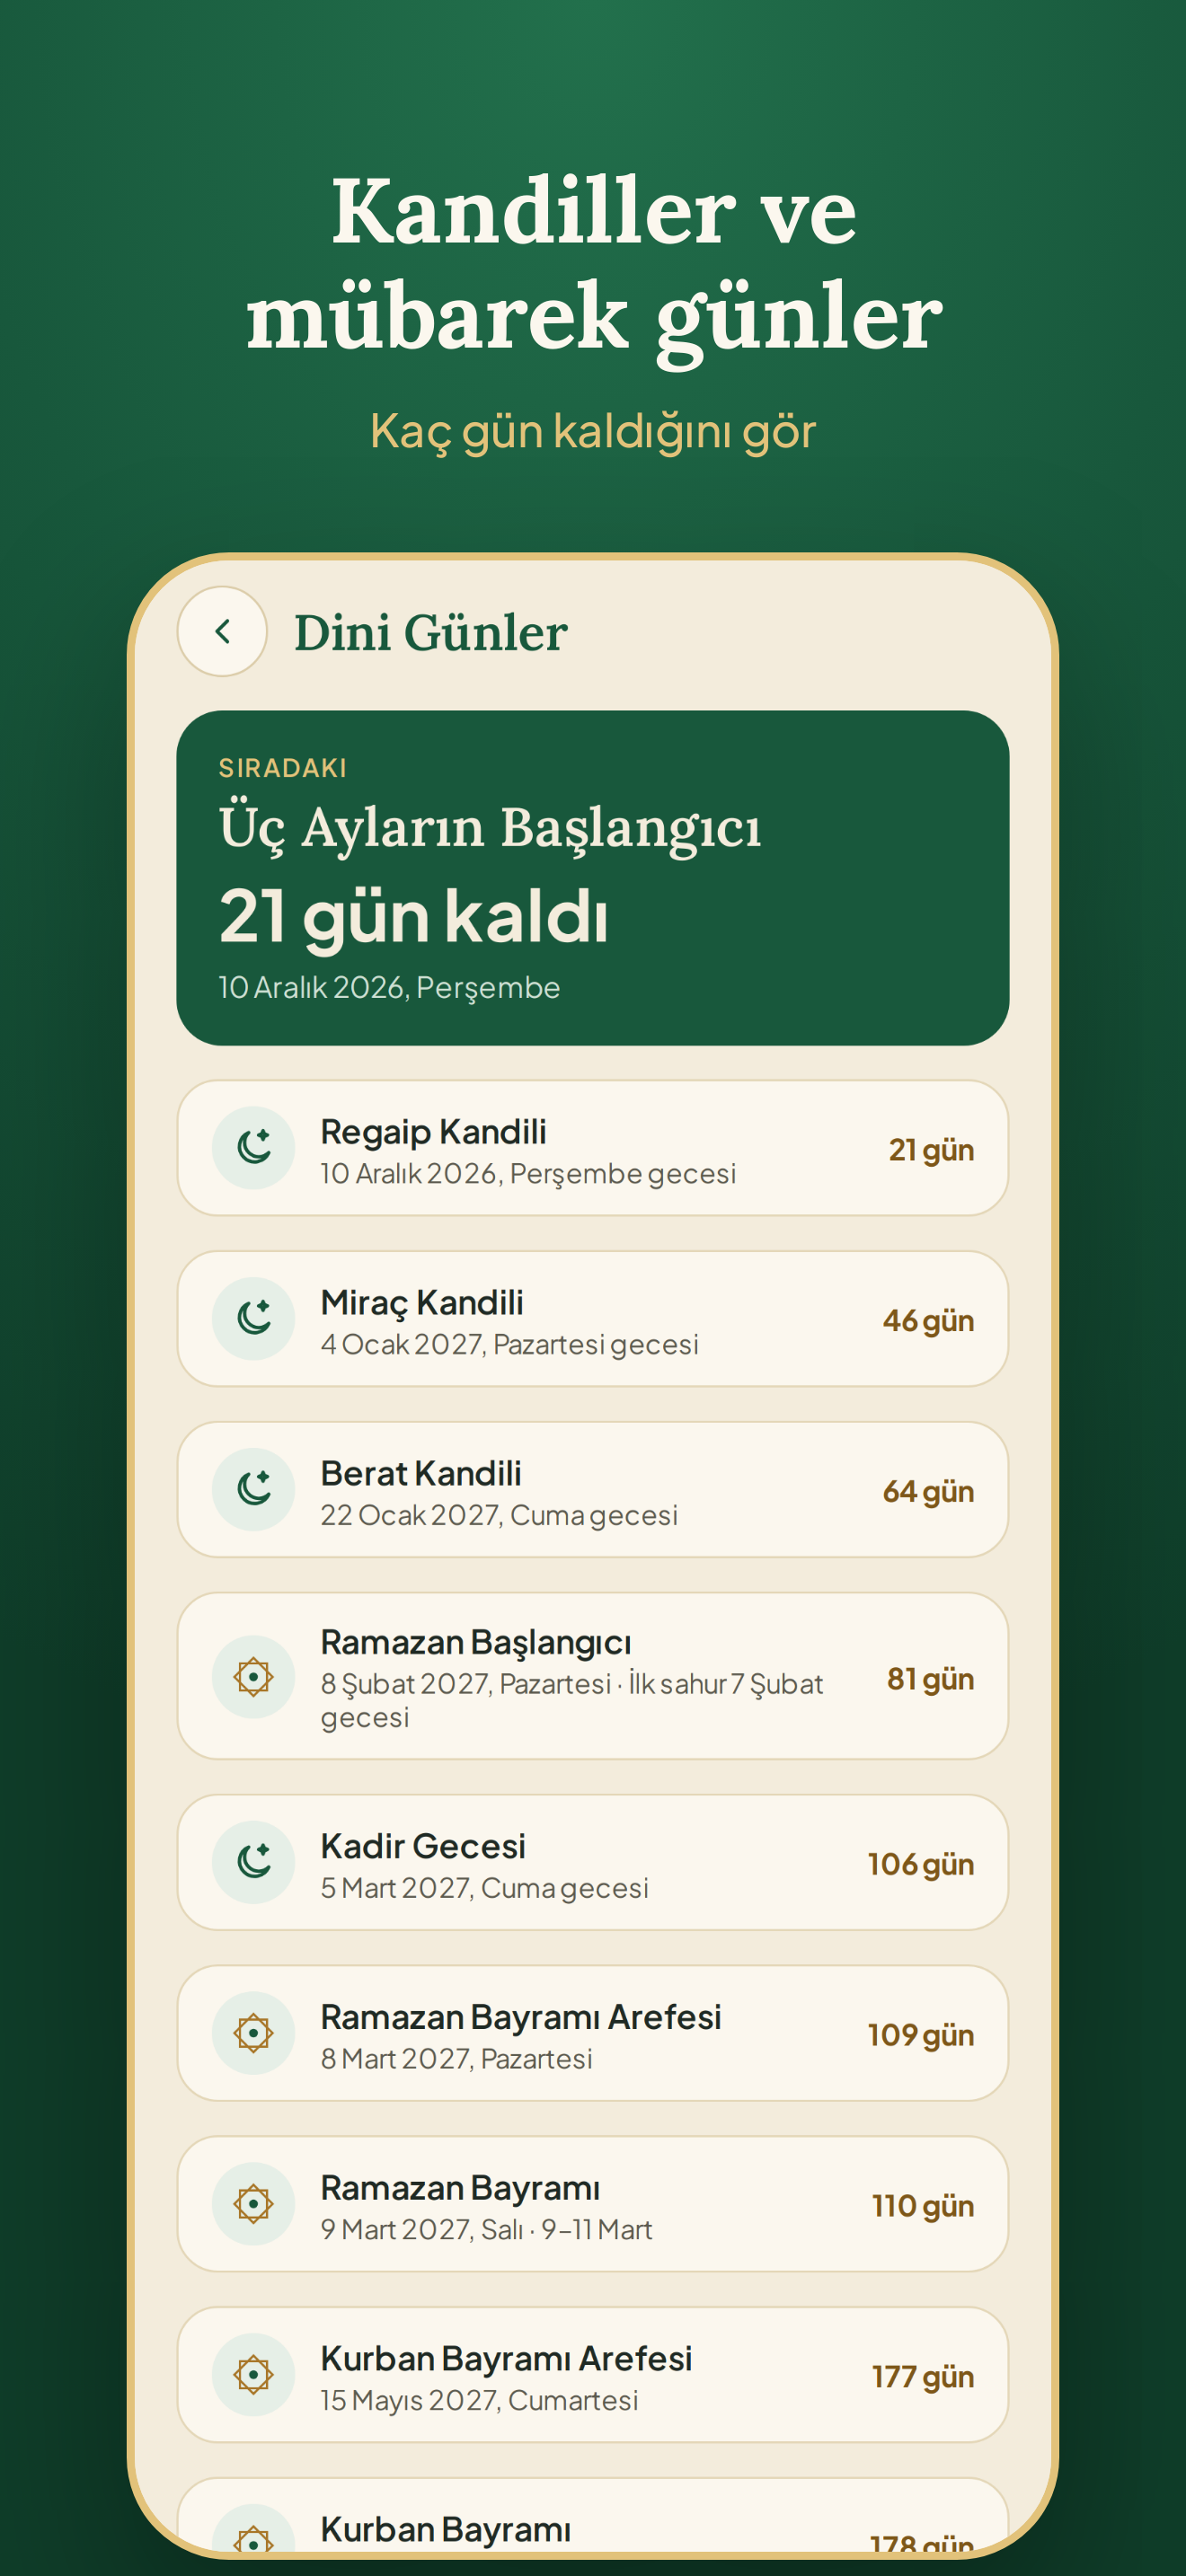 Kandiller ve
mübarek günler
Kaç gün kaldığını gör
Dini Günler
SIRADAKI
Üç Ayların Başlangıcı
21 gün kaldı
10 Aralık 2026, Perşembe
Regaip Kandili
10 Aralık 2026, Perşembe gecesi
21 gün
Miraç Kandili
4 Ocak 2027, Pazartesi gecesi
46 gün
Berat Kandili
22 Ocak 2027, Cuma gecesi
64 gün
Ramazan Başlangıcı
8 Şubat 2027, Pazartesi · İlk sahur 7 Şubat
gecesi
81 gün
Kadir Gecesi
5 Mart 2027, Cuma gecesi
106 gün
Ramazan Bayramı Arefesi
8 Mart 2027, Pazartesi
109 gün
Ramazan Bayramı
9 Mart 2027, Salı · 9–11 Mart
110 gün
Kurban Bayramı Arefesi
15 Mayıs 2027, Cumartesi
177 gün
Kurban Bayramı
178 gün